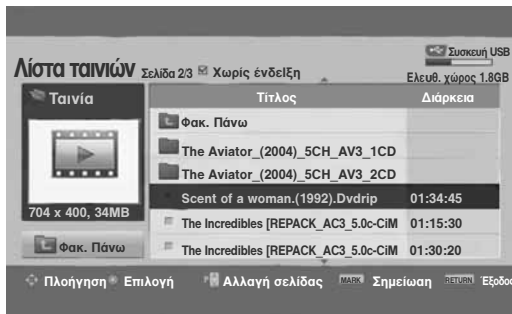 Συσκευή USB
Λίστα ταινιών Σελίδα 2/3 Χωρίς ένδειξη
Ελευθ. χώρος 1.8GB
Ταινία Τίτλος Διάρκεια
Φακ. Πάνω
The Aviator_(2004)_5CH_AV3_1CD
The Aviator_(2004)_5CH_AV3_2CD
Scent of a woman.(1992).Dvdrip 01:34:45
704 x 400, 34MB
The Incredibles [REPACK_AC3_5.0c-CiM 01:15:30
Φακ. Πάνω
The Incredibles [REPACK_AC3_5.0c-CiM 01:30:20
Πλοήγηση Επιλογή Αλλαγή σελίδας MARK Σημείωαη RETURN Έξοδος